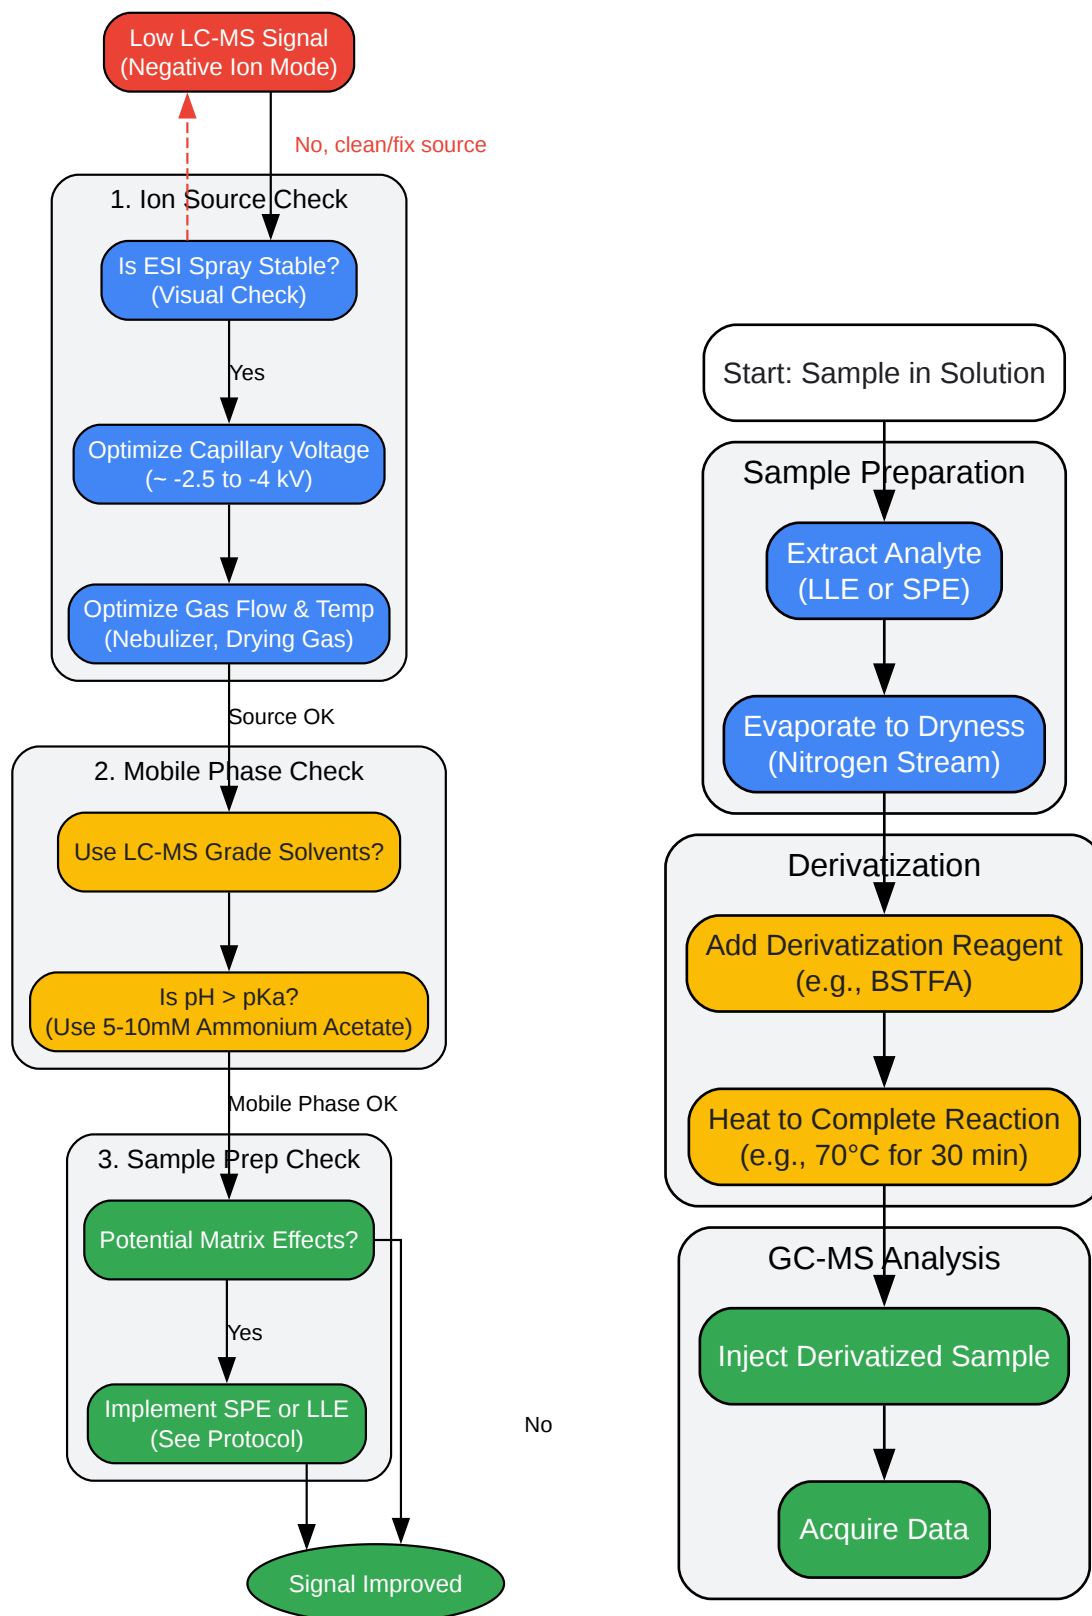 Low LC-MS Signal
(Negative Ion Mode)
No, clean/fix source
1. Ion Source Check
Is ESI Spray Stable?
(Visual Check)
Yes
Optimize Capillary Voltage
(~ -2.5 to -4 kV)
Optimize Gas Flow & Temp
(Nebulizer, Drying Gas)
Source OK
2. Mobile Phase Check
Use LC-MS Grade Solvents?
Is pH > pKa?
(Use 5-10mM Ammonium Acetate)
Mobile Phase OK
3. Sample Prep Check
Potential Matrix Effects?
Yes
Implement SPE or LLE
(See Protocol)
No
Signal Improved
Start: Sample in Solution
Sample Preparation
Extract Analyte
(LLE or SPE)
Evaporate to Dryness
(Nitrogen Stream)
Derivatization
Add Derivatization Reagent
(e.g., BSTFA)
Heat to Complete Reaction
(e.g., 70°C for 30 min)
GC-MS Analysis
Inject Derivatized Sample
Acquire Data